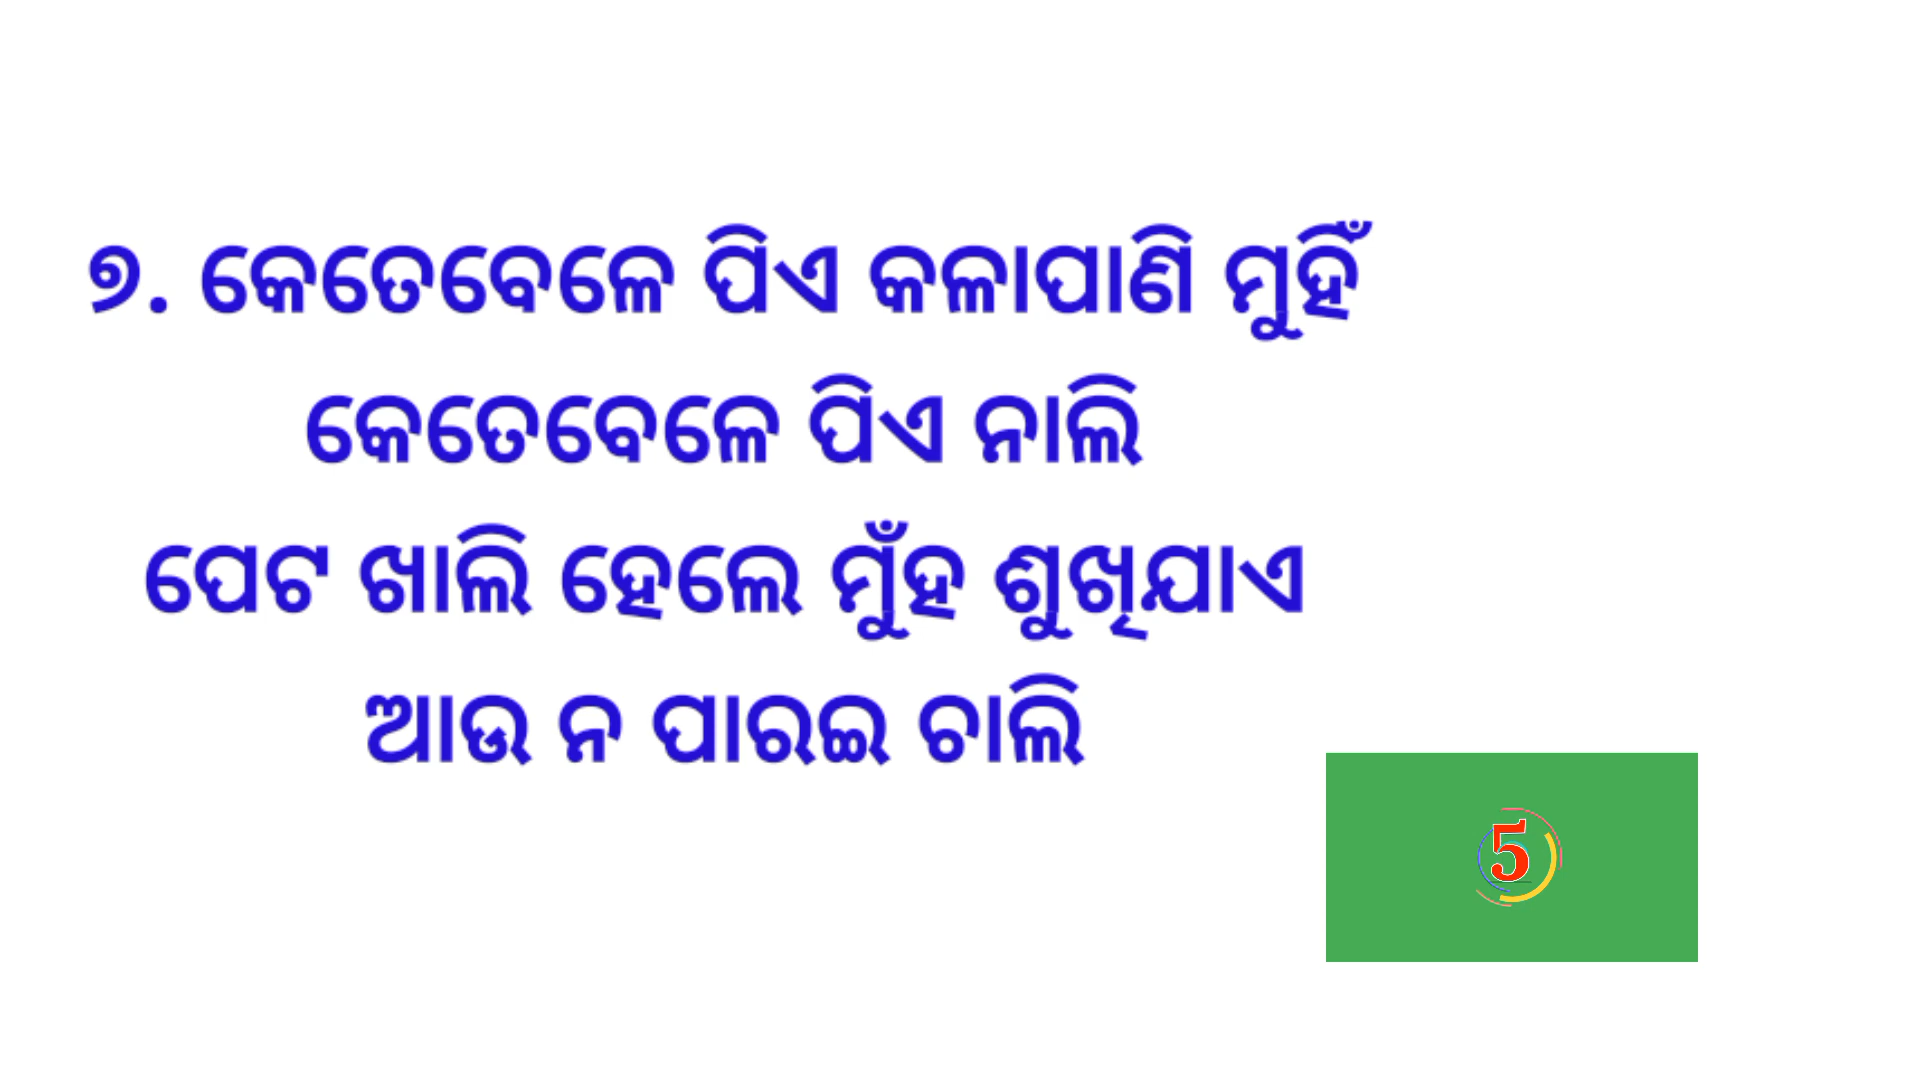 ୭. କେତେବେଳେ ପିଏ କଳାପାଣି ମୁହିଁ
କେତେବେଳେ ପିଏ ନାଲି
ପେଟ ଖାଲି ହେଲେ ମୁଁହ ଶୁଖିଯାଏ
ଆଉ ନ ପାରଇ ଚାଲି
5